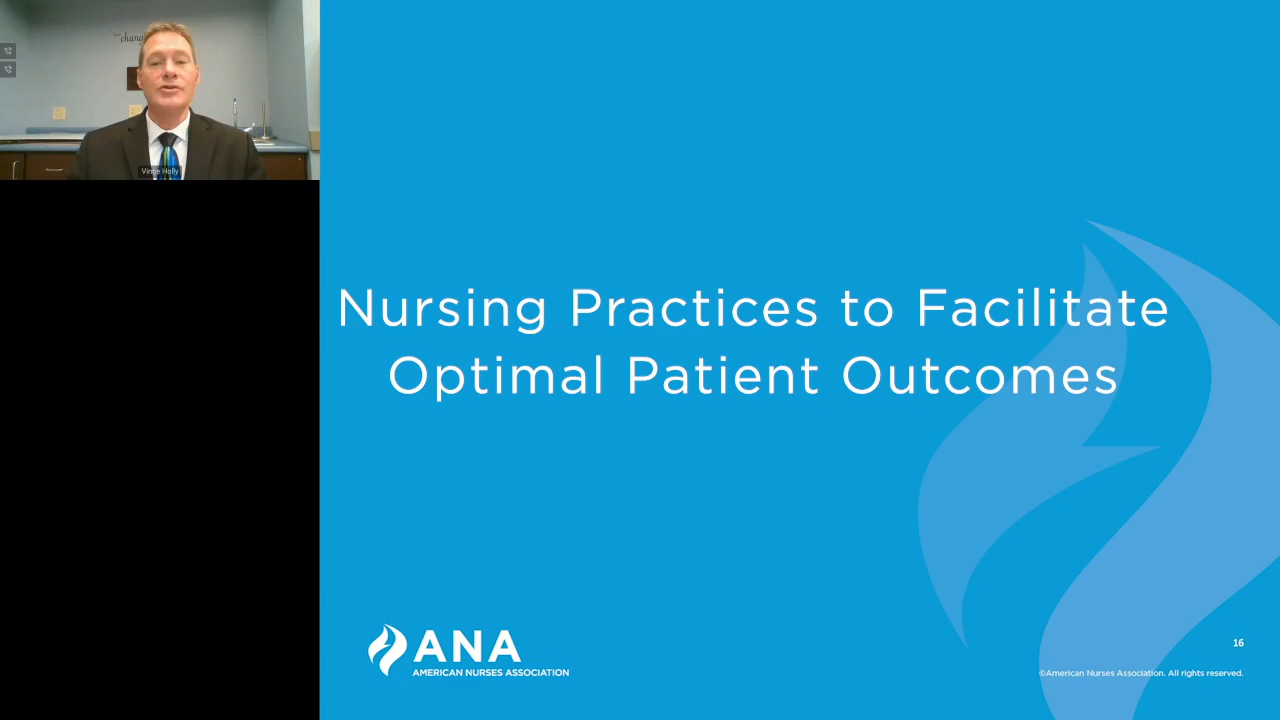 Vince Holly
Nursing Practices to Facilitate
Optimal Patient Outcomes
ANA
AMERICAN NURSES ASSOCIATION
16
©American Nurses Association. All rights reserved.